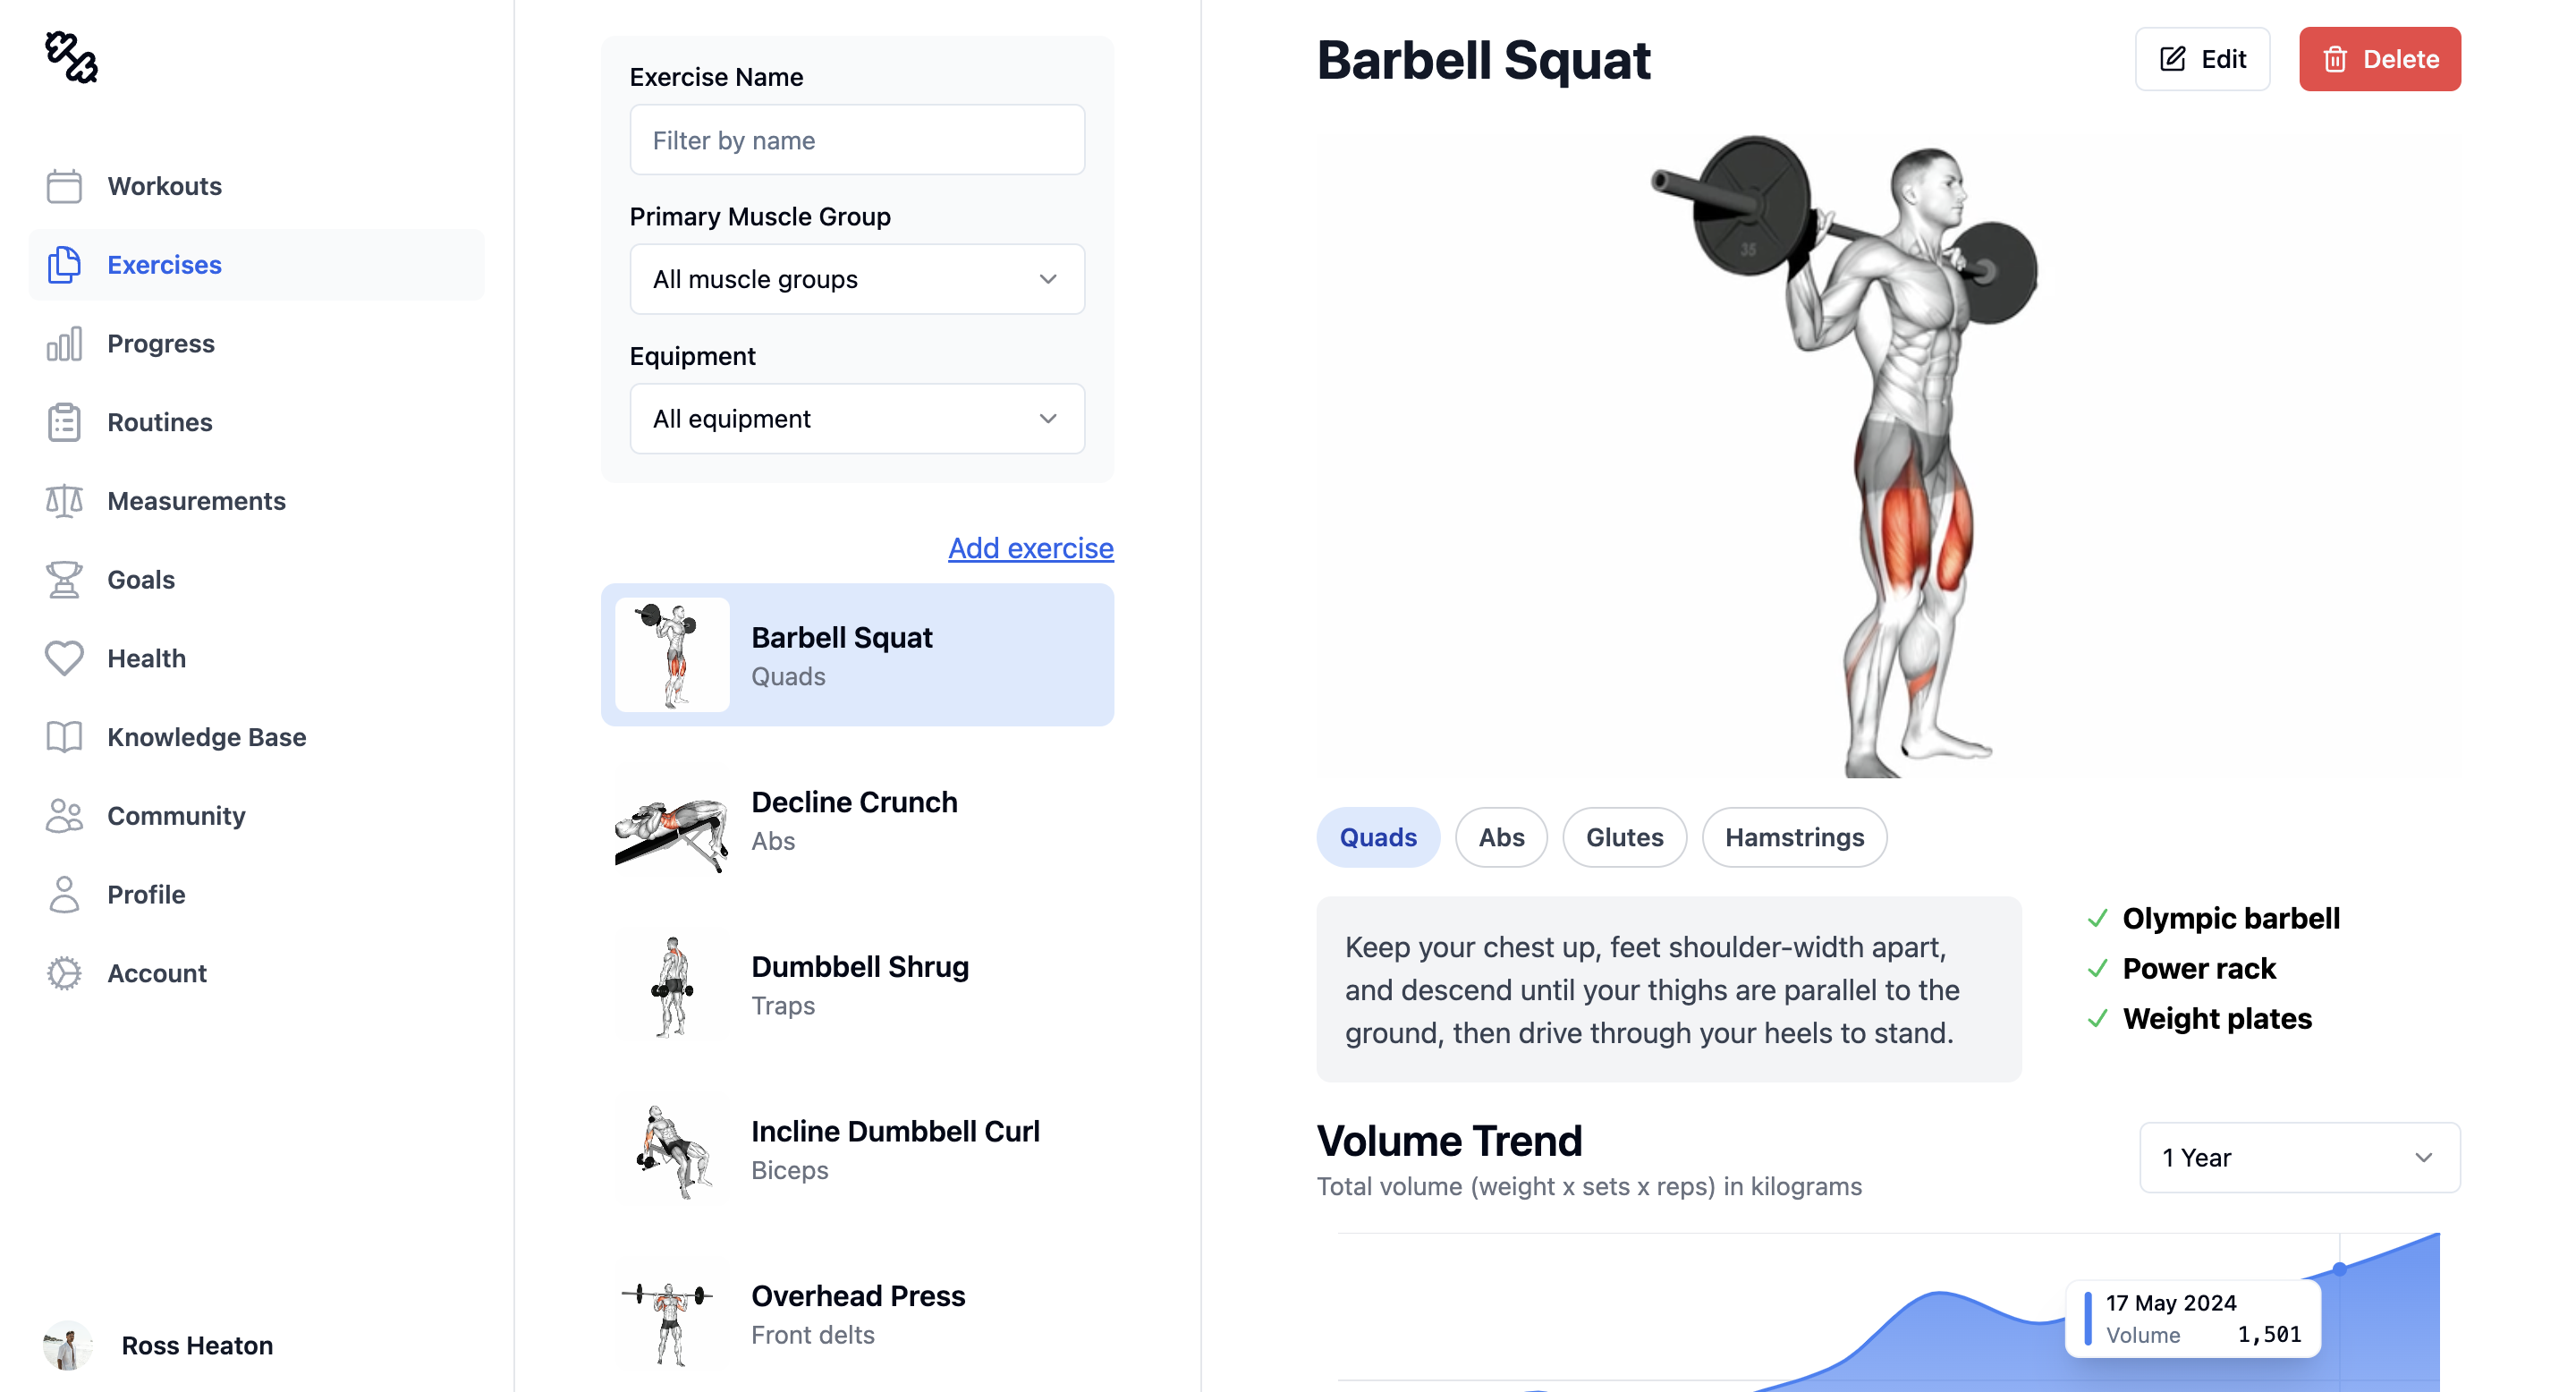 Workouts
Exercises
Progress
Routines
Measurements
Goals
Health
Knowledge Base
Community
Profile
Account
Ross Heaton
Exercise Name
Filter by name
Primary Muscle Group
All muscle groups
Equipment
All equipment
Add exercise
Barbell Squat
Quads
Decline Crunch
Abs
Dumbbell Shrug
Traps
Incline Dumbbell Curl
Biceps
Overhead Press
Front delts
Barbell Squat
Edit
Delete
35
Quads
Abs
Glutes
Hamstrings
Keep your chest up, feet shoulder-width apart,
and descend until your thighs are parallel to the
ground, then drive through your heels to stand.
Olympic barbell
Power rack
Weight plates
Volume Trend
Total volume (weight x sets x reps) in kilograms
1 Year
17 May 2024
Volume 1,501